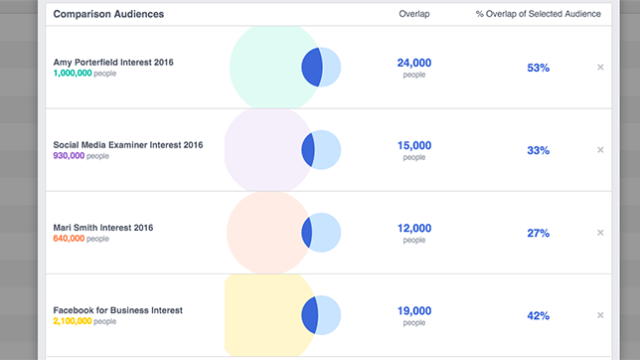 Comparison Audiences Overlap % Overlap of Selected Audience
Amy Porterfield Interest 2016
1,000,000 people
24,000
people
53%
×
Social Media Examiner Interest 2016
930,000 people
15,000
people
33%
×
Mari Smith Interest 2016
640,000 people
12,000
people
27%
×
Facebook for Business Interest
2,100,000 people
19,000
people
42%
×